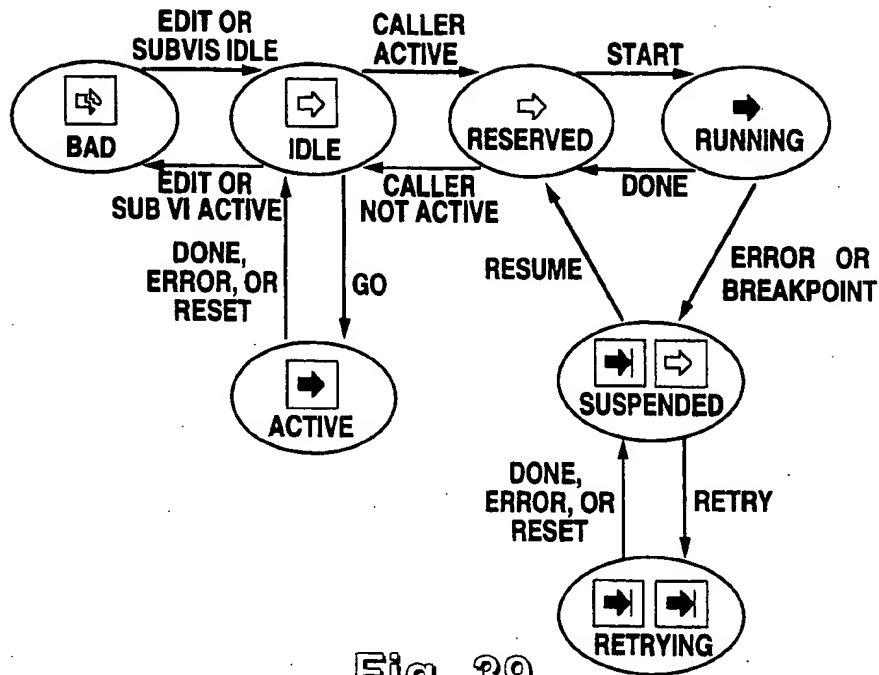 EDIT OR
SUBVIS IDLE
CALLER
ACTIVE
START
BAD
IDLE
RESERVED
RUNNING
EDIT OR
SUB VI ACTIVE
CALLER
NOT ACTIVE
DONE
DONE,
ERROR, OR
RESET
GO
RESUME
ERROR OR
BREAKPOINT
ACTIVE
SUSPENDED
DONE,
ERROR, OR
RESET
RETRY
RETRYING
Fig.